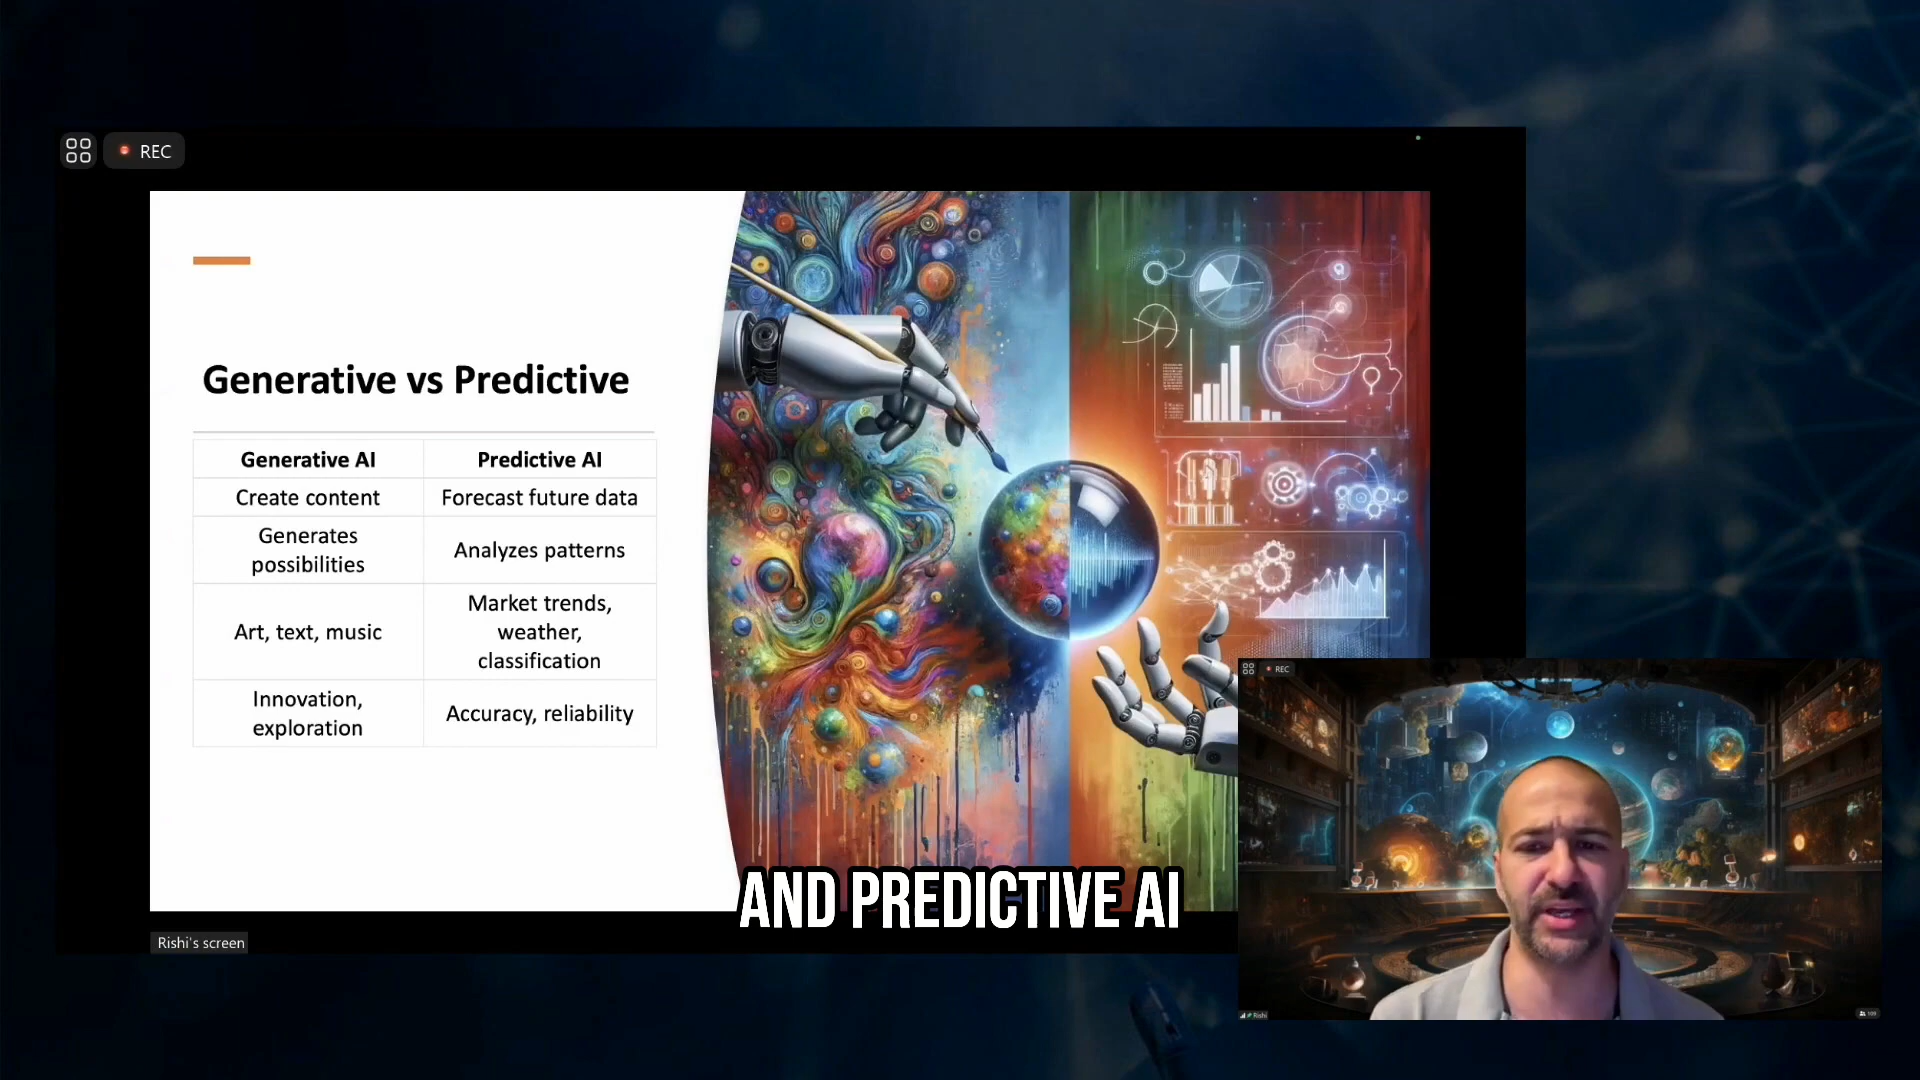 REC
Generative vs Predictive
Generative AI
Predictive AI
Create content
Forecast future data
Generates
possibilities
Analyzes patterns
Art, text, music
Market trends,
weather,
classification
Innovation,
exploration
Accuracy, reliability
AND PREDICTIVE AI
Rishi's screen
REC
Rishi